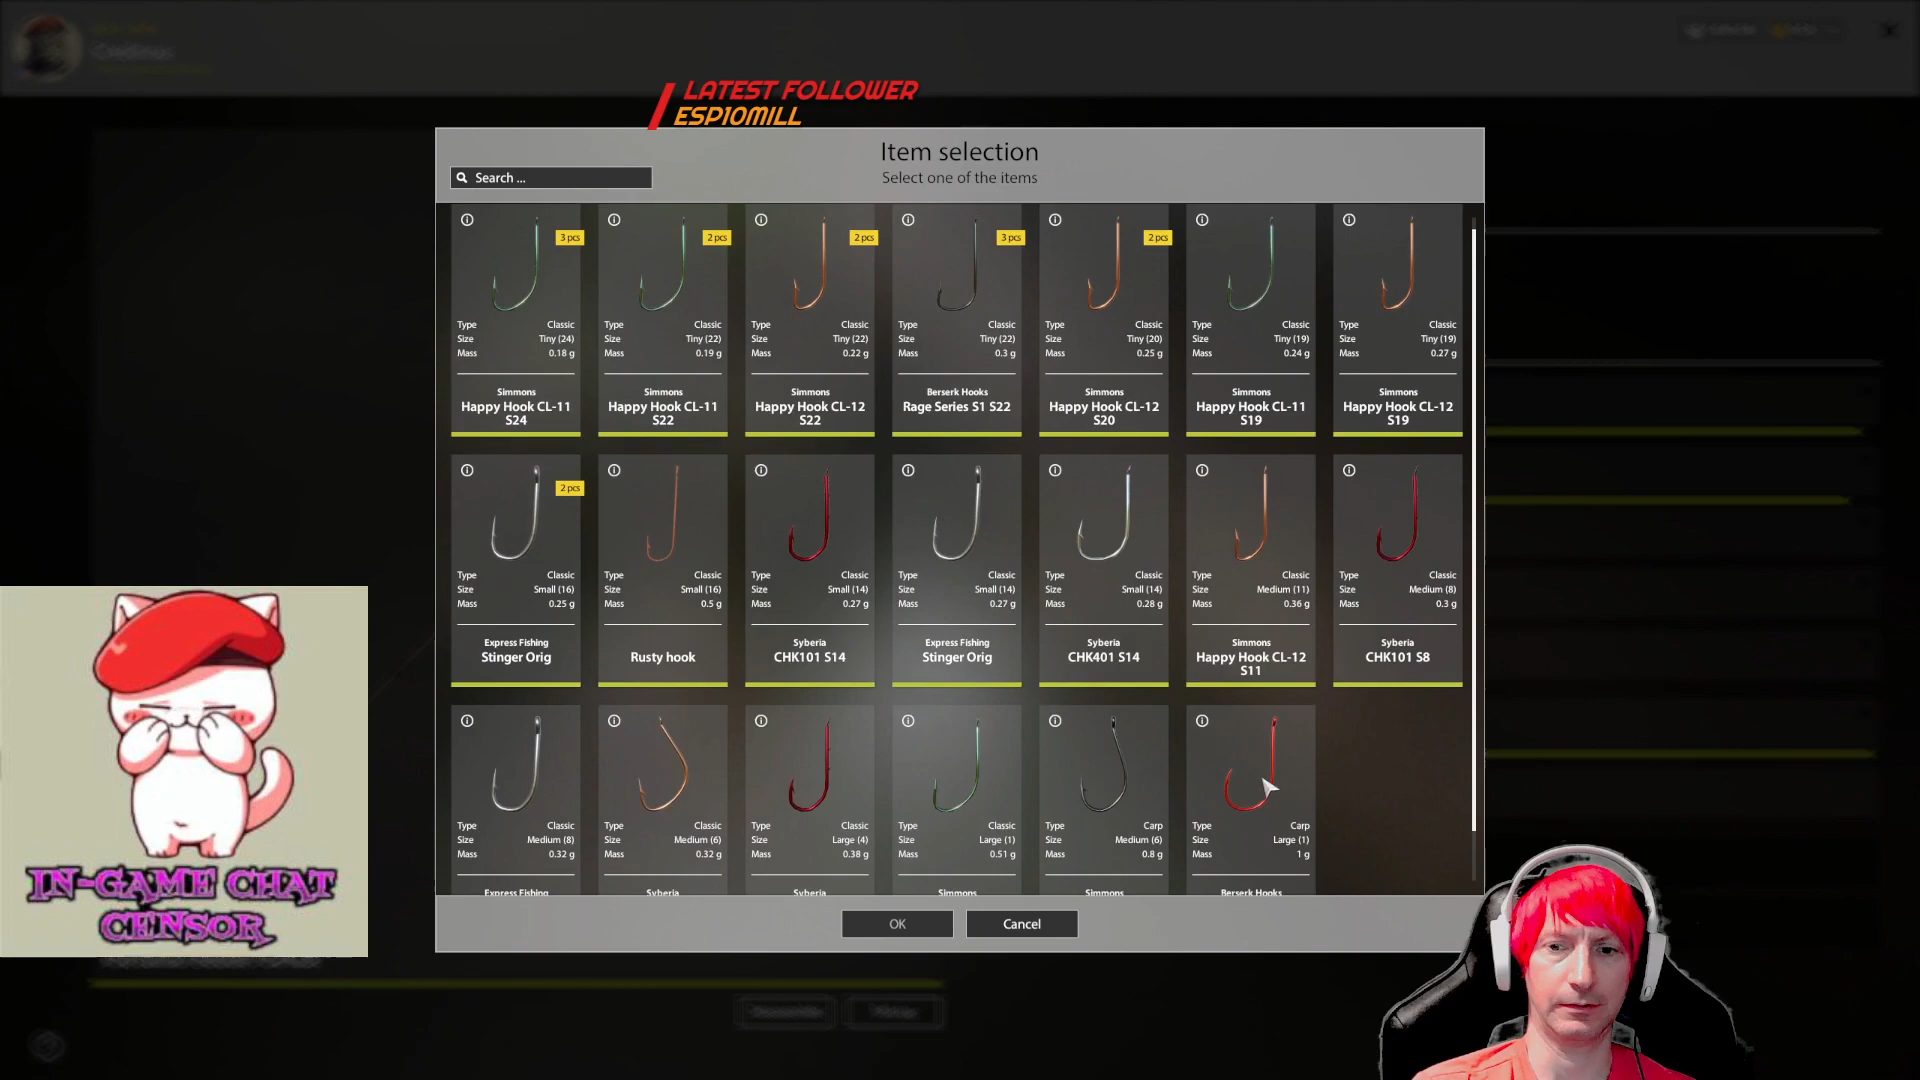 LATEST FOLLOWER
ESP10MILL
Item selection
Select one of the items
Search ...
3 pcs
Type Classic
Size Tiny (24)
Mass 0.18 g
Simmons
Happy Hook CL-11
S24
2 pcs
Type Classic
Size Tiny (22)
Mass 0.19 g
Simmons
Happy Hook CL-11
S22
2 pcs
Type Classic
Size Tiny (22)
Mass 0.22 g
Simmons
Happy Hook CL-12
S22
3 pcs
Type Classic
Size Tiny (22)
Mass 0.3 g
Berserk Hooks
Rage Series S1 S22
2 pcs
Type Classic
Size Tiny (20)
Mass 0.25 g
Simmons
Happy Hook CL-12
S20
Type Classic
Size Tiny (19)
Mass 0.24 g
Simmons
Happy Hook CL-11
S19
Type Classic
Size Tiny (19)
Mass 0.27 g
Simmons
Happy Hook CL-12
S19
2 pcs
Type Classic
Size Small (16)
Mass 0.25 g
Express Fishing
Stinger Orig
Type Classic
Size Small (16)
Mass 0.5 g
Rusty hook
Type Classic
Size Small (14)
Mass 0.27 g
Syberia
CHK101 S14
Type Classic
Size Small (14)
Mass 0.27 g
Express Fishing
Stinger Orig
Type Classic
Size Small (14)
Mass 0.28 g
Syberia
CHK401 S14
Type Classic
Size Medium (11)
Mass 0.36 g
Simmons
Happy Hook CL-12
S11
Type Classic
Size Medium (8)
Mass 0.3 g
Syberia
CHK101 S8
Type Classic
Size Medium (8)
Mass 0.32 g
Express Fishing
Type Classic
Size Medium (6)
Mass 0.32 g
Syberia
Type Classic
Size Large (4)
Mass 0.38 g
Syberia
Type Classic
Size Large (1)
Mass 0.51 g
Simmons
Type Carp
Size Medium (6)
Mass 0.8 g
Simmons
Type Carp
Size Large (1)
Mass 1 g
Berserk Hooks
OK
Cancel
IN-GAME CHAT
CENSOR